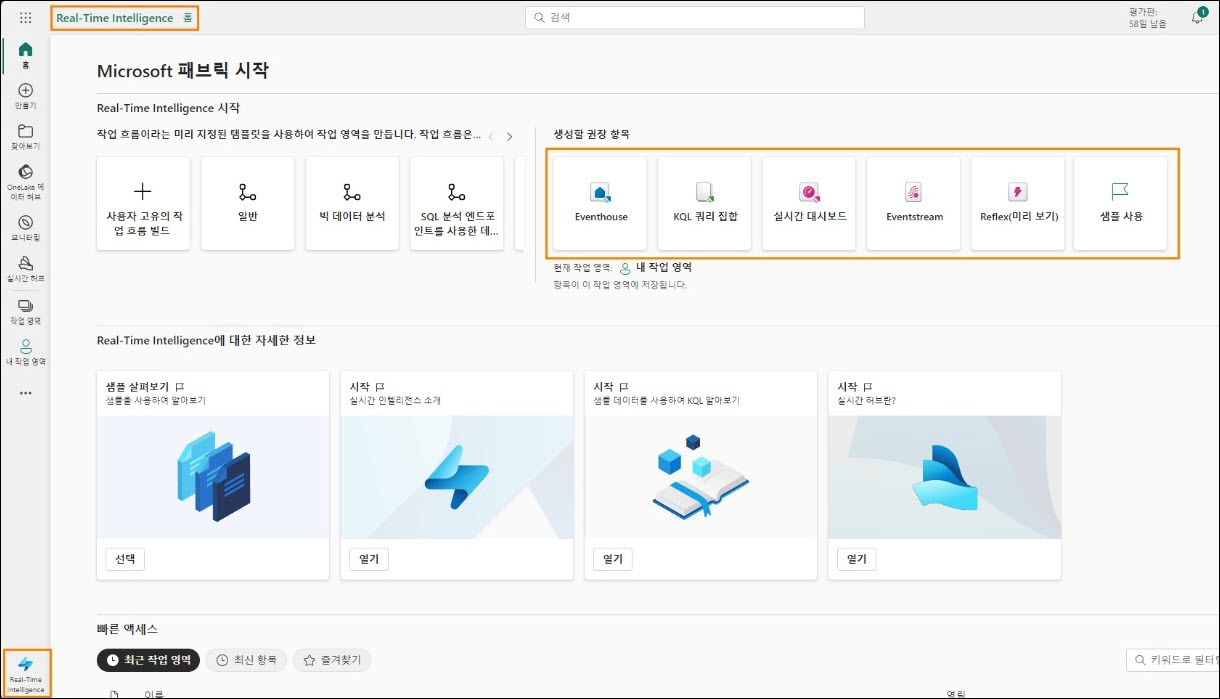 Real-Time Intelligence 홈
검색
평가판:
58일 남음
1
홈
만들기
찾아보기
OneLake 데
이터 허브
모니터링
실시간 허브
작업 영역
내 작업 영역
Real-Time
Intelligence
Microsoft 패브릭 시작
Real-Time Intelligence 시작
작업 흐름이라는 미리 지정된 템플릿을 사용하여 작업 영역을 만듭니다. 작업 흐름은...
사용자 고유의 작
업 흐름 빌드
일반
빅 데이터 분석
SQL 분석 엔드포
인트를 사용한 데...
생성할 권장 항목
Eventhouse
KQL 쿼리 집합
실시간 대시보드
Eventstream
Reflex(미리 보기)
샘플 사용
현재 작업 영역: 내 작업 영역
항목이 이 작업 영역에 저장됩니다.
Real-Time Intelligence에 대한 자세한 정보
샘플 살펴보기
샘플을 사용하여 알아보기
선택
시작
실시간 인텔리전스 소개
열기
시작
샘플 데이터를 사용하여 KQL 알아보기
열기
시작
실시간 허브란?
열기
빠른 액세스
최근 작업 영역
최신 항목
즐겨찾기
키워드로 필터링
이름